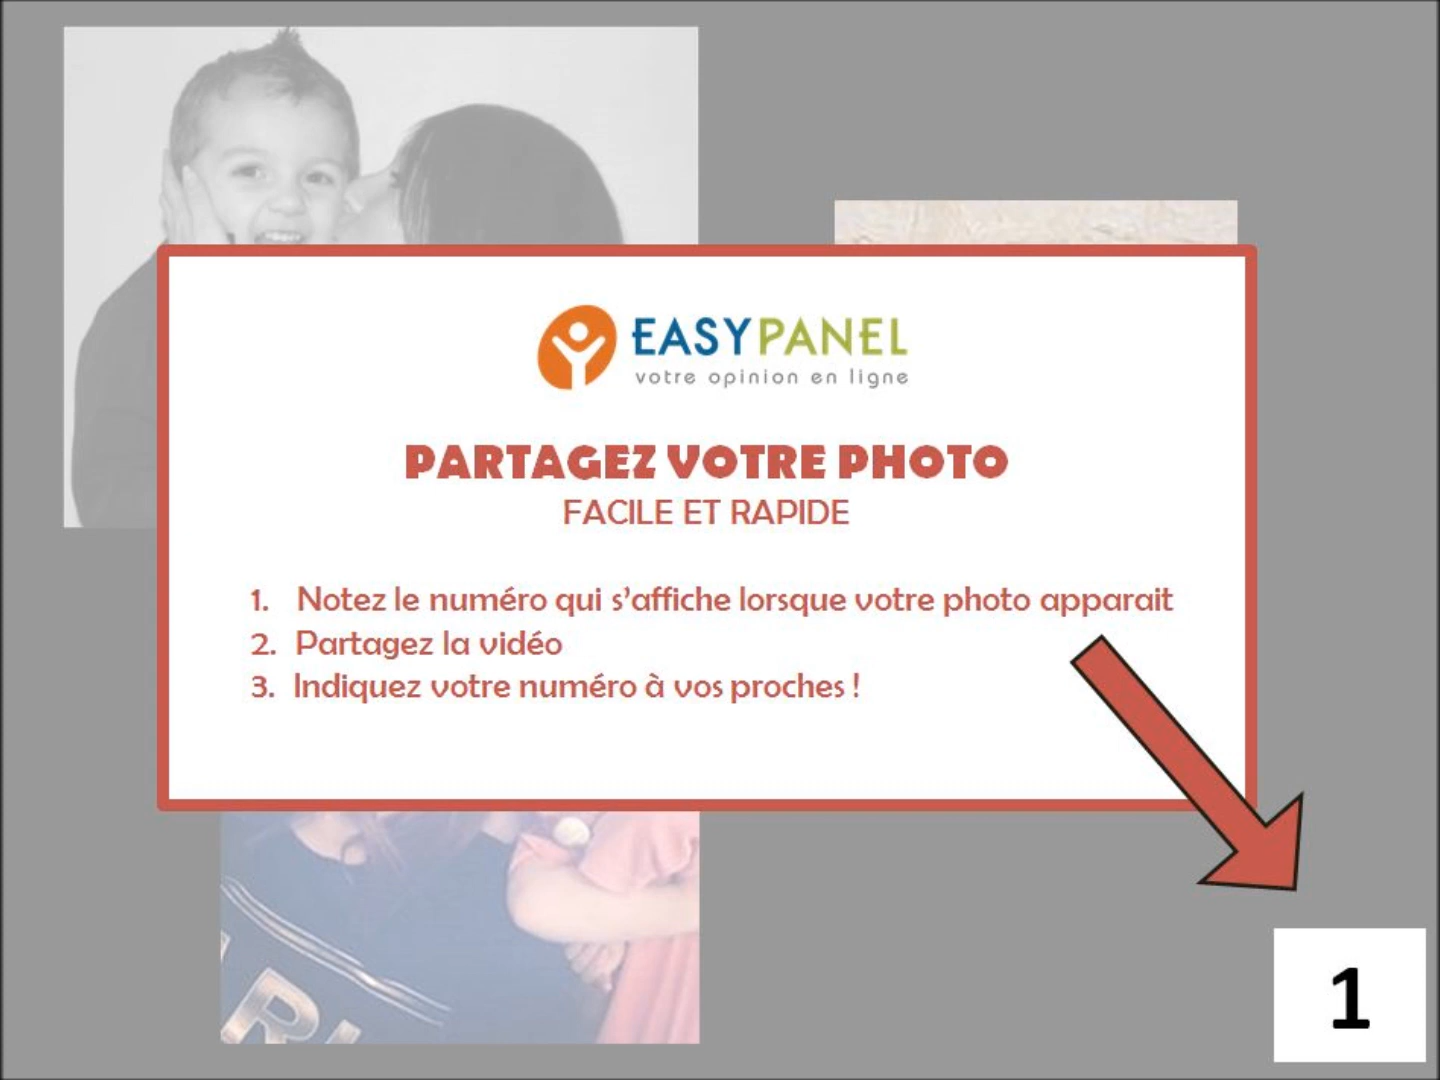 EASYPANEL
votre opinion en ligne
PARTAGEZ VOTRE PHOTO
FACILE ET RAPIDE
1. Notez le numéro qui s'affiche lorsque votre photo apparait
2. Partagez la vidéo
3. Indiquez votre numéro à vos proches !
RL
1